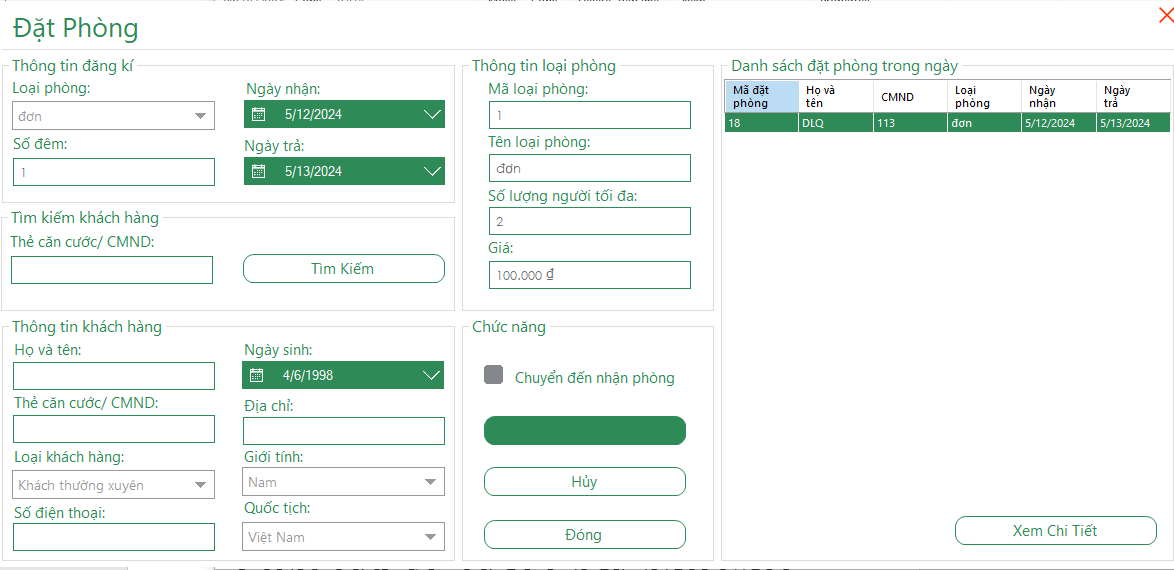 Đặt Phòng
Thông tin đăng kí
Loại phòng:
đơn
Ngày nhận:
5/12/2024
Số đêm:
1
Ngày trả:
5/13/2024
Tìm kiếm khách hàng
Thẻ căn cước/ CMND:
Tìm Kiếm
Thông tin khách hàng
Họ và tên:
Ngày sinh:
4/6/1998
Thẻ căn cước/ CMND:
Địa chỉ:
Loại khách hàng:
Khách thường xuyên
Giới tính:
Nam
Số điện thoại:
Quốc tịch:
Việt Nam
Thông tin loại phòng
Mã loại phòng:
1
Tên loại phòng:
đơn
Số lượng người tối đa:
2
Giá:
100.000 ₫
Chức năng
Chuyển đến nhận phòng
Hủy
Đóng
Danh sách đặt phòng trong ngày
Mã đặt phòng Họ và tên CMND Loại phòng Ngày nhận Ngày trả
18 DLQ 113 đơn 5/12/2024 5/13/2024
Xem Chi Tiết